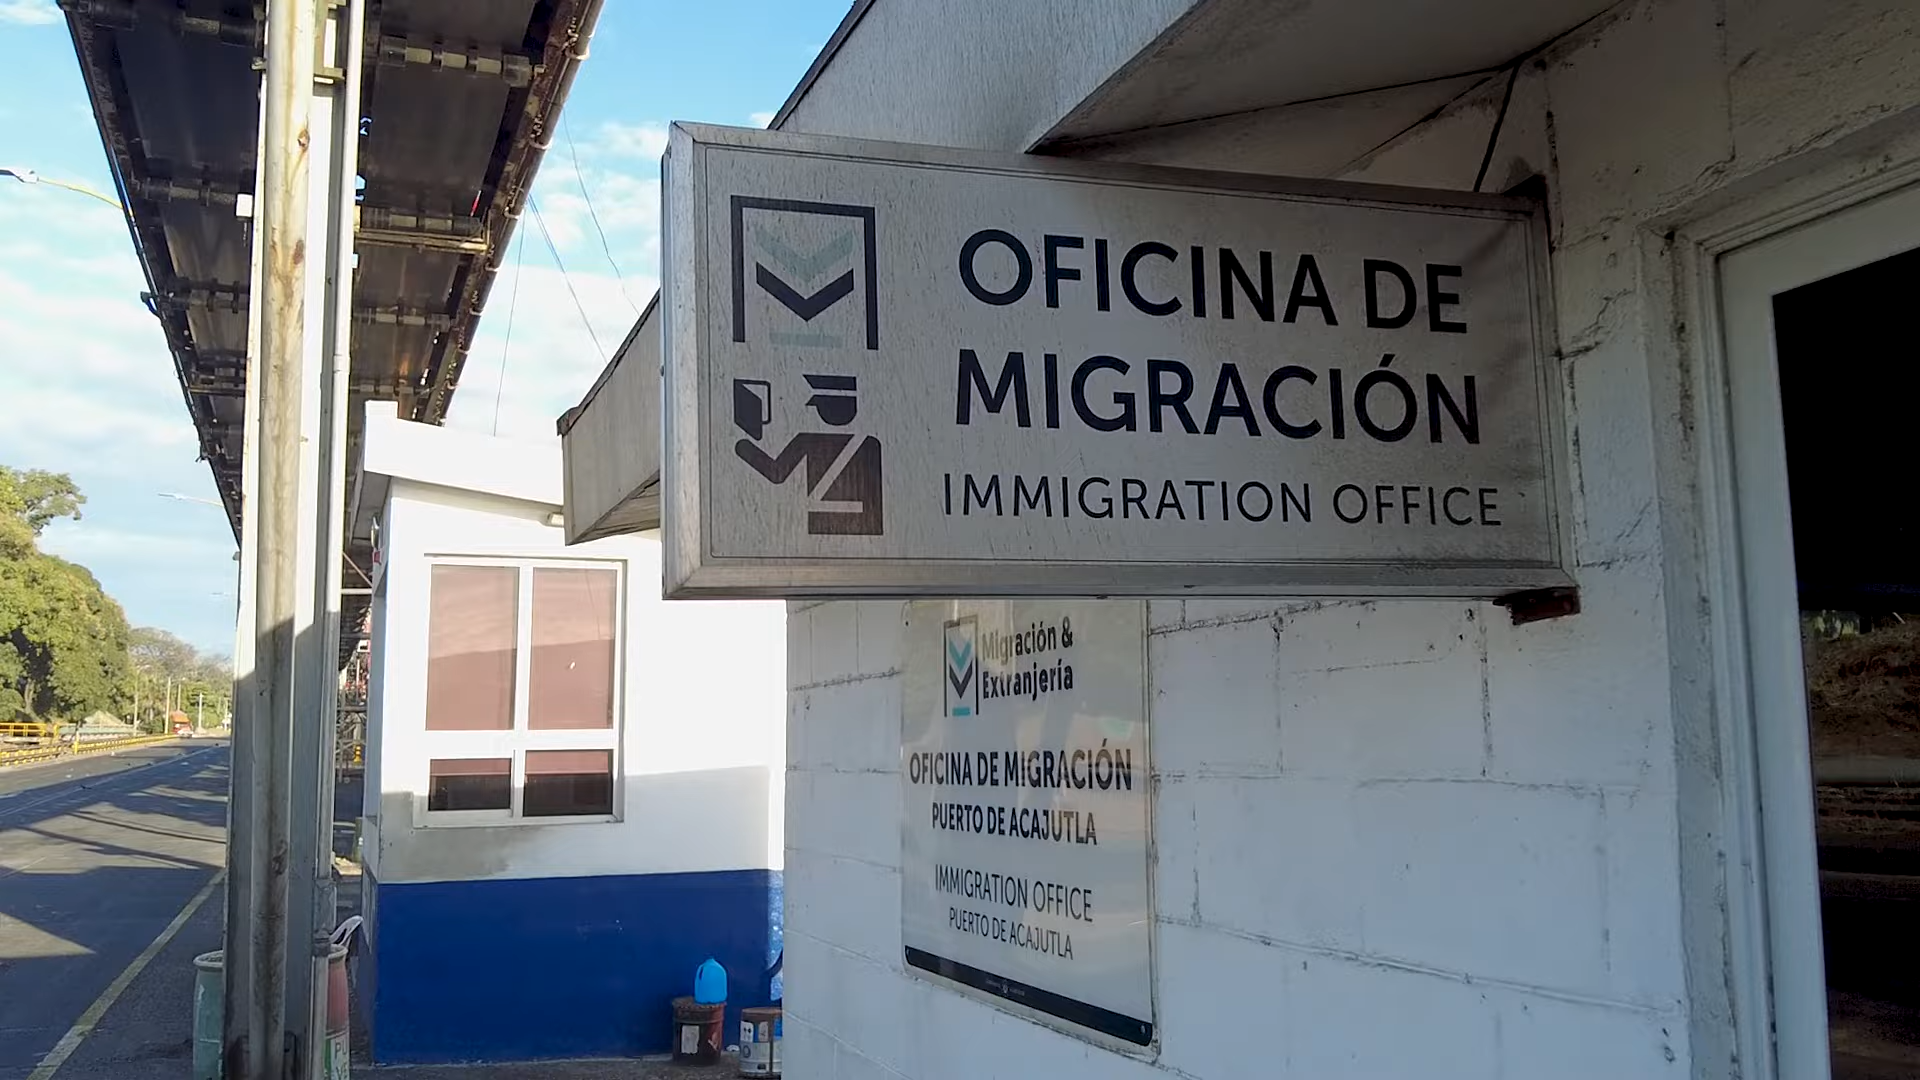 OFICINA DE
MIGRACIÓN
IMMIGRATION OFFICE
Migración &
Extranjería
OFICINA DE MIGRACIÓN
PUERTO DE ACAJUTLA
IMMIGRATION OFFICE
PUERTO DE ACAJUTLA